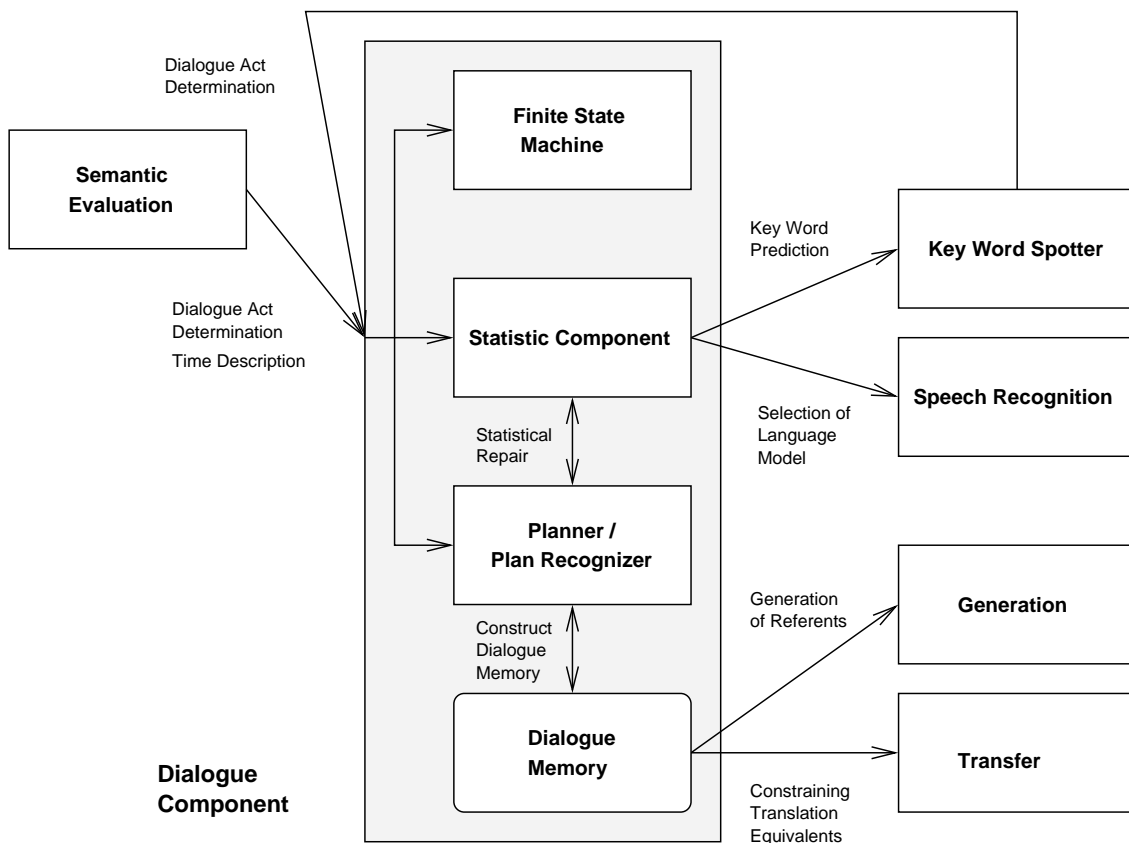 Dialogue Act
Determination
Finite State
Machine
Semantic
Evaluation
Key Word
Prediction
Key Word Spotter
Dialogue Act
Determination
Time Description
Statistic Component
Speech Recognition
Selection of
Language
Model
Statistical
Repair
Planner /
Plan Recognizer
Generation
of Referents
Generation
Construct
Dialogue
Memory
Dialogue
Memory
Transfer
Dialogue
Component
Constraining
Translation
Equivalents